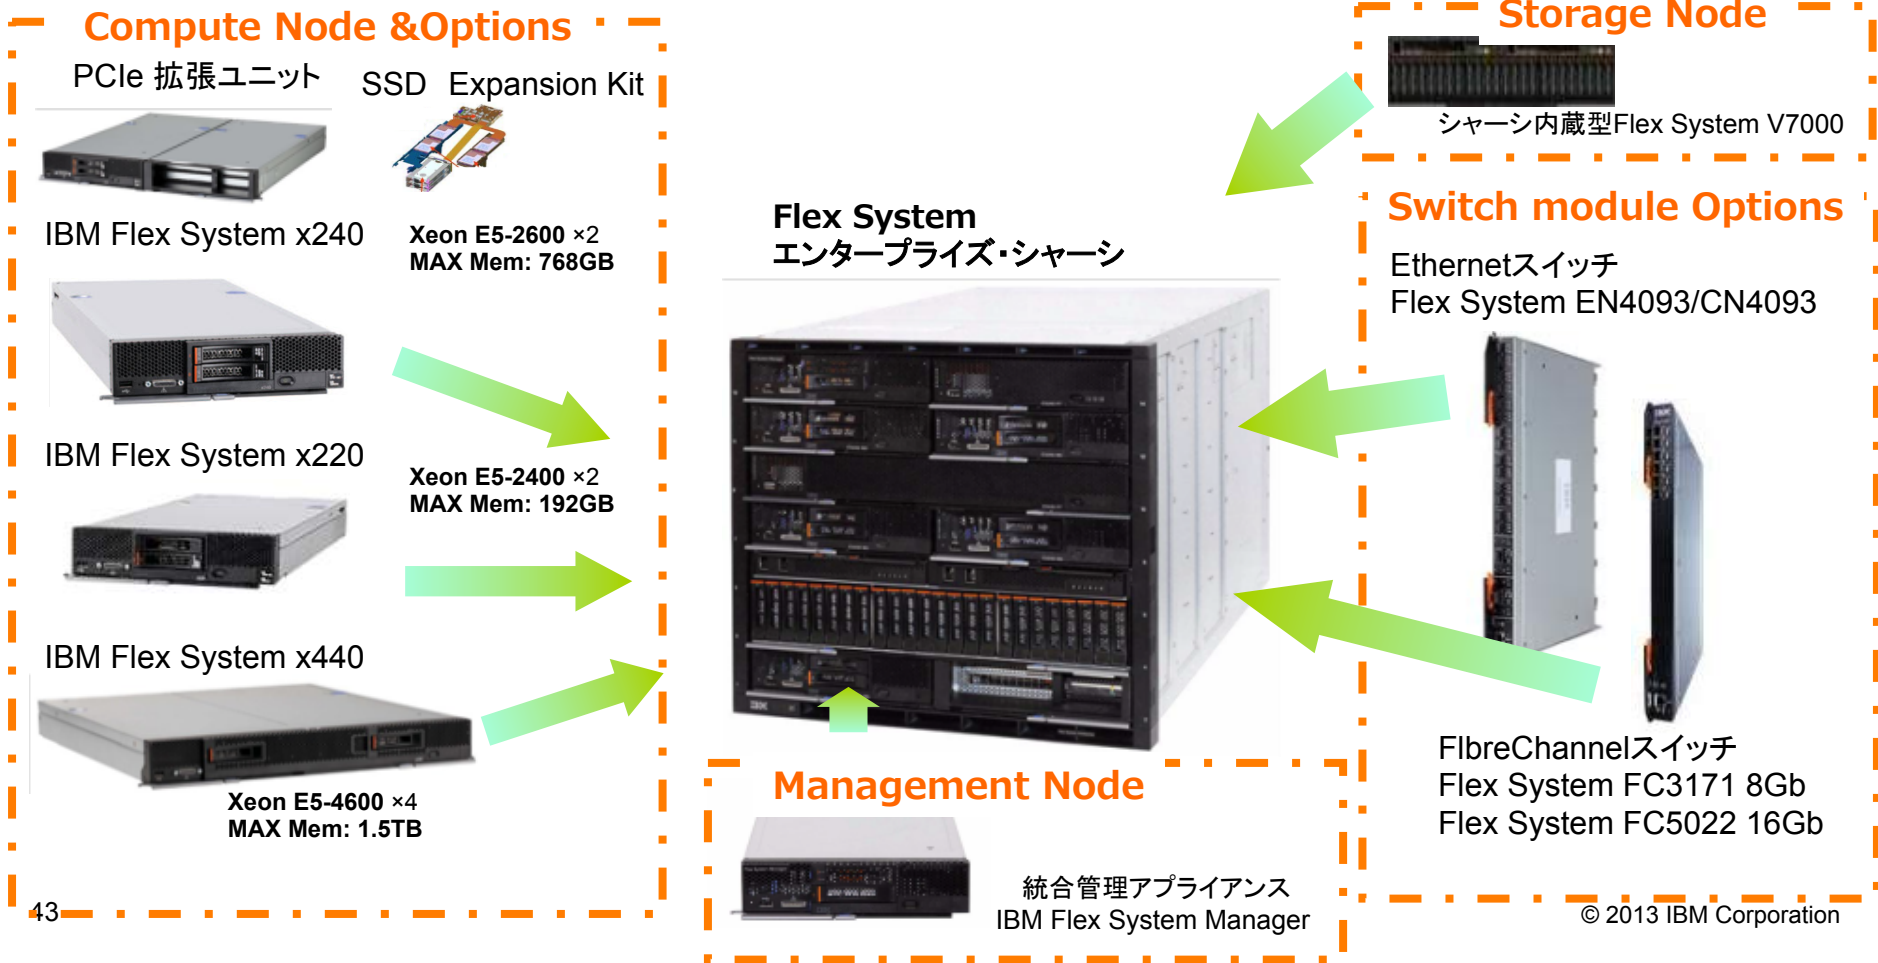 Compute Node &Options
PCIe 拡張ユニット
SSD Expansion Kit
IBM Flex System x240
Xeon E5-2600 ×2
MAX Mem: 768GB
IBM Flex System x220
Xeon E5-2400 ×2
MAX Mem: 192GB
IBM Flex System x440
Xeon E5-4600 ×4
MAX Mem: 1.5TB
Flex System
エンタープライズ・シャーシ
Management Node
統合管理アプライアンス
IBM Flex System Manager
Storage Node
シャーシ内蔵型Flex System V7000
Switch module Options
Ethernetスイッチ
Flex System EN4093/CN4093
FIbreChannelスイッチ
Flex System FC3171 8Gb
Flex System FC5022 16Gb
43
© 2013 IBM Corporation